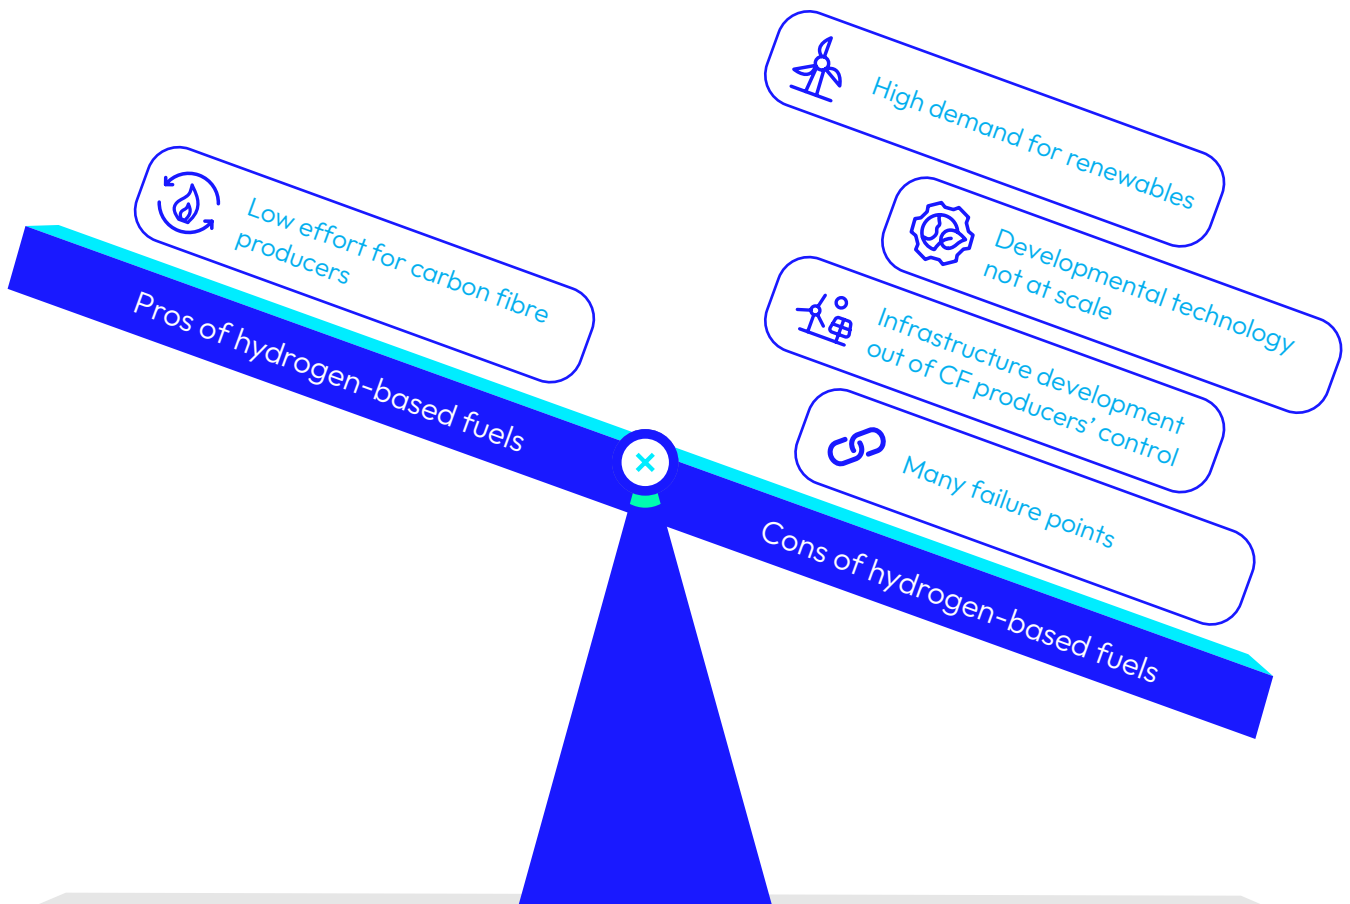 Low effort for carbon fibre
producers
Pros of hydrogen-based fuels
High demand for renewables
Developmental technology
not at scale
Infrastructure development
out of CF producers’ control
Many failure points
Cons of hydrogen-based fuels